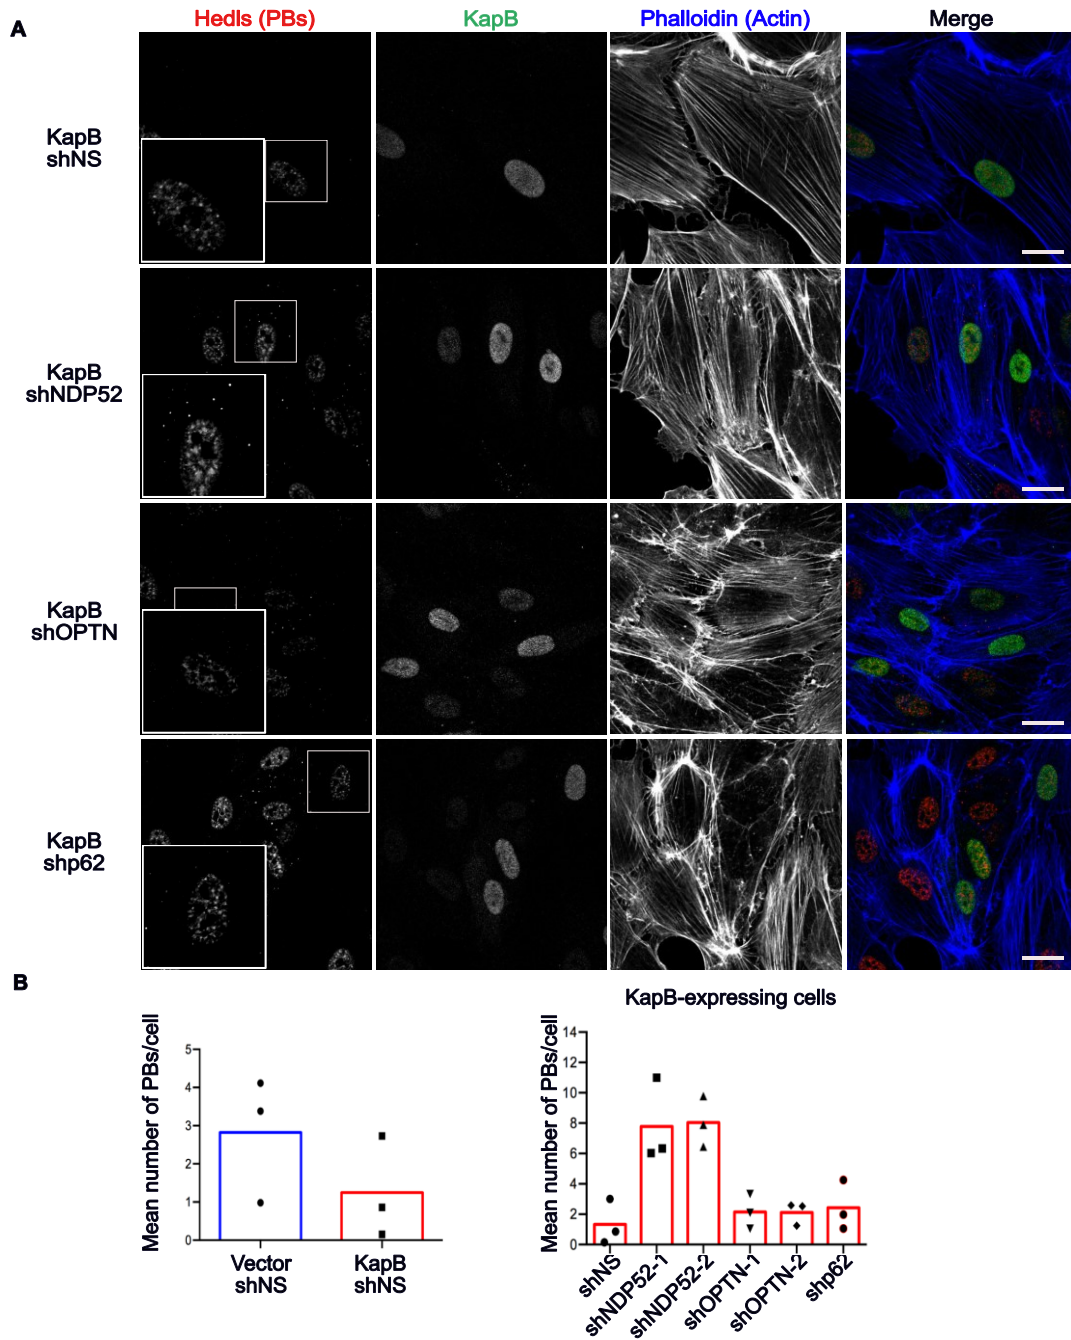 A
Hedls (PBs)
KapB
Phalloidin (Actin)
Merge
KapB
shNS
KapB
shNDP52
KapB
shOPTN
KapB
shp62
B
Mean number of PBs/cell
5
4
3
2
1
0
Vector
shNS
KapB
shNS
KapB-expressing cells
Mean number of PBs/cell
14
12
10
8
6
4
2
0
shNS
shNDP52-1
shNDP52-2
shOPTN-1
shOPTN-2
shp62